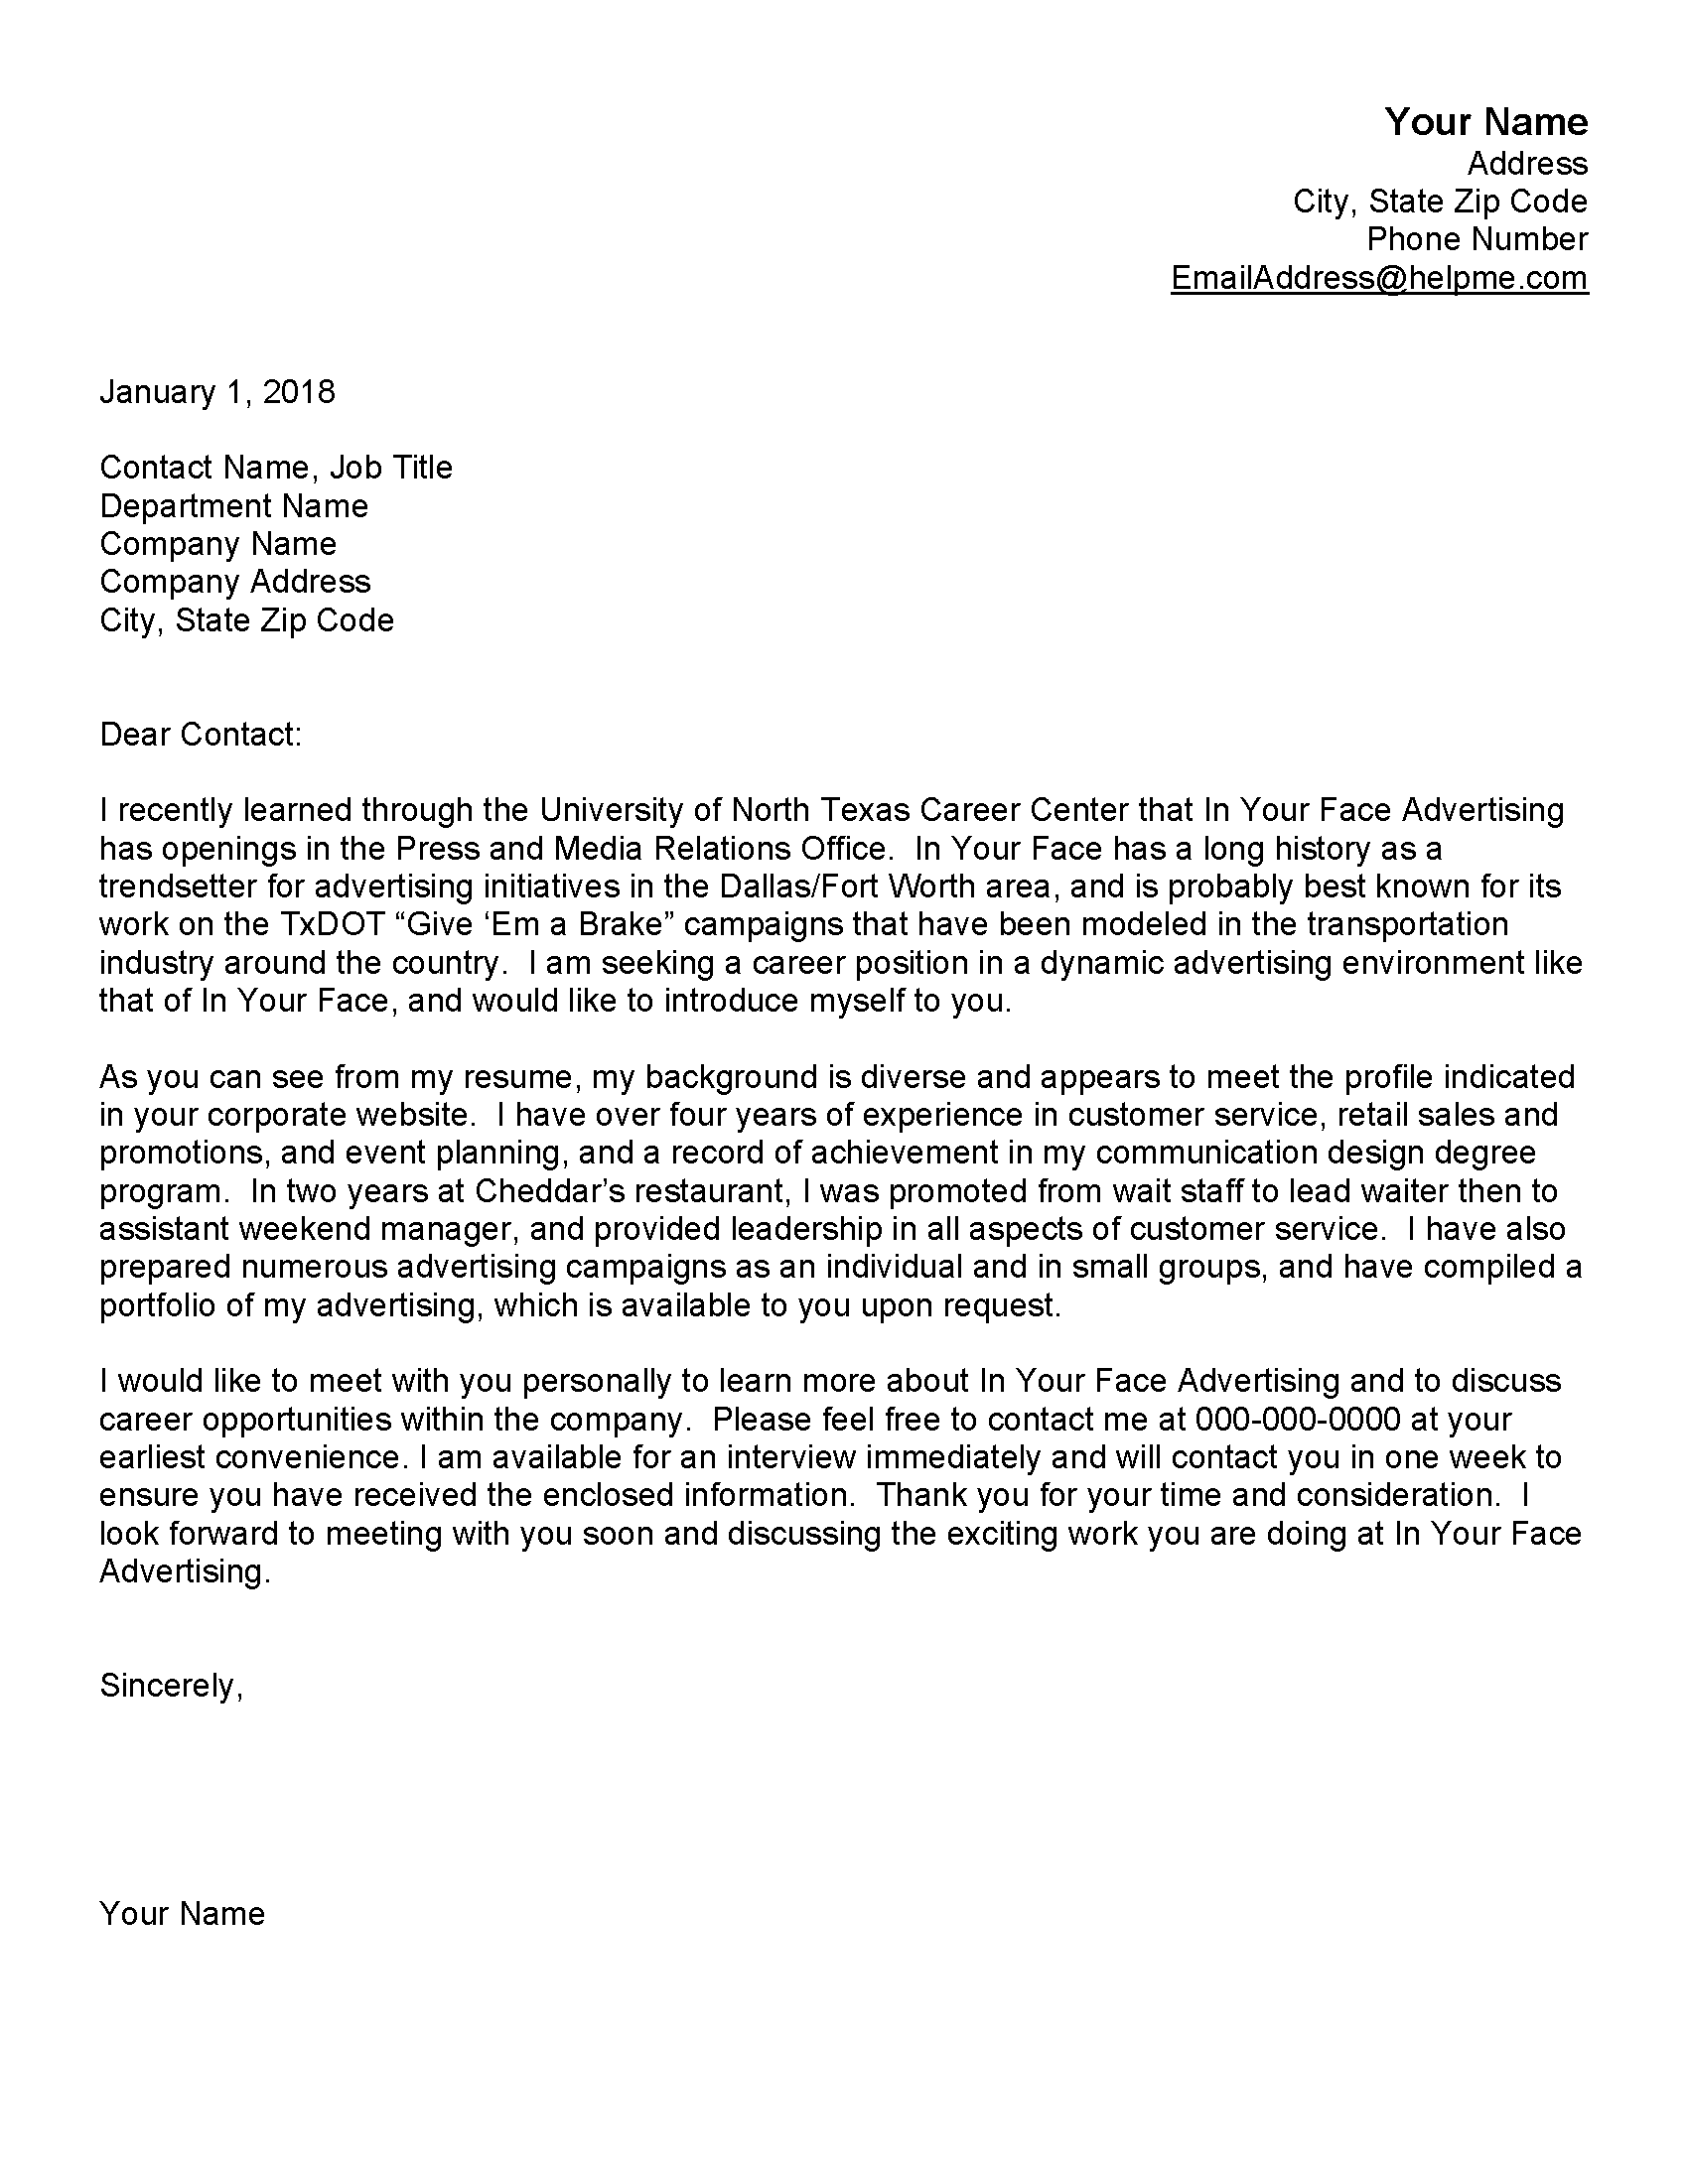 Your Name
Address
City, State Zip Code
Phone Number
EmailAddress@helpme.com
January 1, 2018
Contact Name, Job Title
Department Name
Company Name
Company Address
City, State Zip Code
Dear Contact:
I recently learned through the University of North Texas Career Center that In Your Face Advertising
has openings in the Press and Media Relations Office.  In Your Face has a long history as a
trendsetter for advertising initiatives in the Dallas/Fort Worth area, and is probably best known for its
work on the TxDOT “Give ‘Em a Brake” campaigns that have been modeled in the transportation
industry around the country.  I am seeking a career position in a dynamic advertising environment like
that of In Your Face, and would like to introduce myself to you.
As you can see from my resume, my background is diverse and appears to meet the profile indicated
in your corporate website.  I have over four years of experience in customer service, retail sales and
promotions, and event planning, and a record of achievement in my communication design degree
program.  In two years at Cheddar’s restaurant, I was promoted from wait staff to lead waiter then to
assistant weekend manager, and provided leadership in all aspects of customer service.  I have also
prepared numerous advertising campaigns as an individual and in small groups, and have compiled a
portfolio of my advertising, which is available to you upon request.
I would like to meet with you personally to learn more about In Your Face Advertising and to discuss
career opportunities within the company.  Please feel free to contact me at 000-000-0000 at your
earliest convenience. I am available for an interview immediately and will contact you in one week to
ensure you have received the enclosed information.  Thank you for your time and consideration.  I
look forward to meeting with you soon and discussing the exciting work you are doing at In Your Face
Advertising.
Sincerely,
Your Name